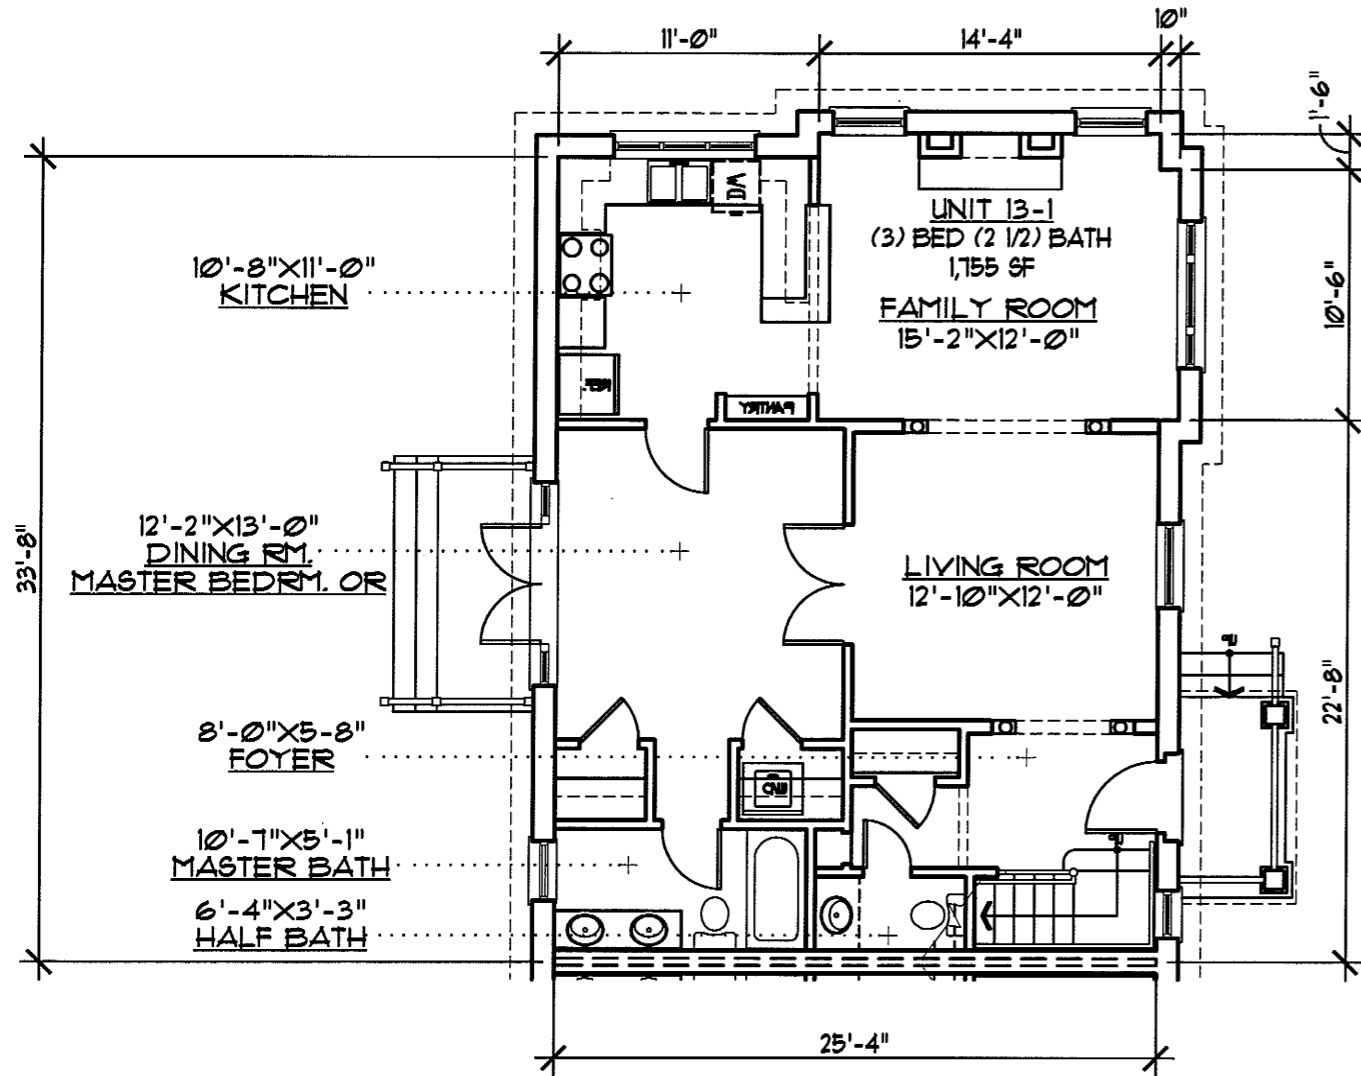 11'-0"
14'-4"
10"
1'-6"
UNIT 13-1
(3) BED (2 1/2) BATH
1,755 SF
FAMILY ROOM
15'-2"X12'-0"
10'-8"X11'-0"
KITCHEN
DW
REF.
PANTRY
10'-6"
33'-8"
12'-2"X13'-0"
DINING RM.
MASTER BEDRM. OR
LIVING ROOM
12'-10"X12'-0"
UP
22'-8"
8'-0"X5-8"
FOYER
UP
10'-7"X5'-1"
MASTER BATH
6'-4"X3'-3"
HALF BATH
25'-4"